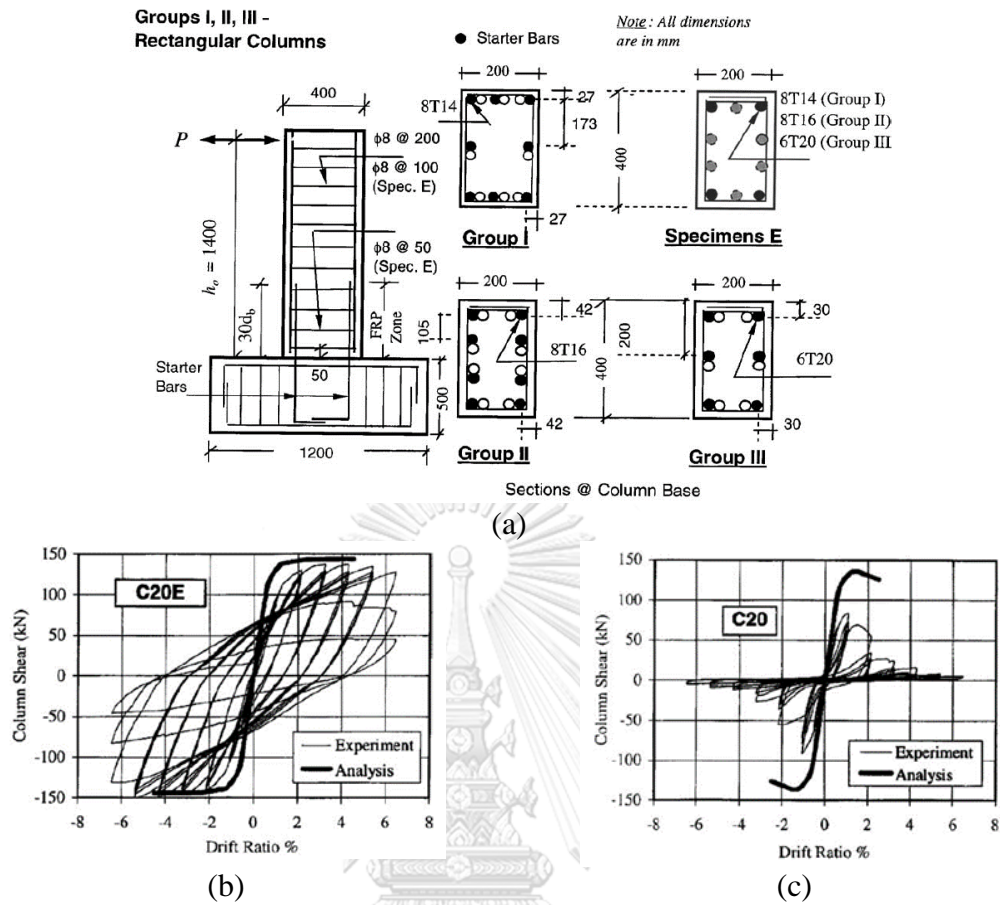 Groups I, II, III -
Rectangular Columns
● Starter Bars
Note: All dimensions
are in mm
400
P
ϕ8 @ 200
ϕ8 @ 100
(Spec. E)
ϕ8 @ 50
(Spec. E)
hₒ = 1400
30d_b
FRP
Zone
Starter
Bars
50
500
1200
200
8T14
27
173
400
27
Group I
200
8T14 (Group I)
8T16 (Group II)
6T20 (Group III
Specimens E
200
42
105
8T16
400
42
Group II
200
200
30
6T20
30
Group III
Sections @ Column Base
(a)
C20E
Column Shear (kN)
150
100
50
0
-50
-100
-150
Experiment
Analysis
-8 -6 -4 -2 0 2 4 6 8
Drift Ratio %
(b)
C20
Column Shear (kN)
150
100
50
0
-50
-100
-150
Experiment
Analysis
-8 -6 -4 -2 0 2 4 6 8
Drift Ratio %
(c)